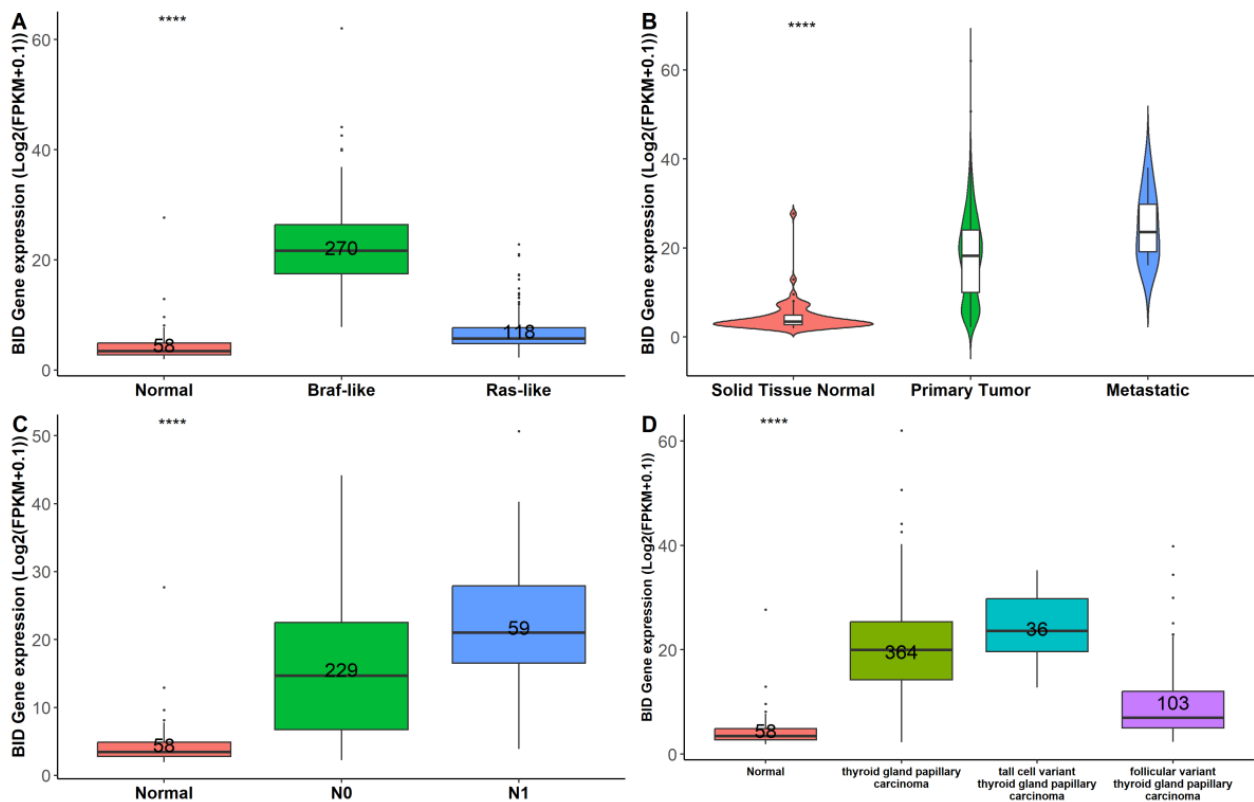 A
****
BID Gene expression (Log2(FPKM+0.1))
60
40
20
0
58
270
118
Normal
Braf-like
Ras-like
B
****
BID Gene expression (Log2(FPKM+0.1))
60
40
20
0
Solid Tissue Normal
Primary Tumor
Metastatic
C
****
BID Gene expression (Log2(FPKM+0.1))
50
40
30
20
10
0
58
229
59
Normal
N0
N1
D
****
BID Gene expression (Log2(FPKM+0.1))
60
40
20
0
58
364
36
103
Normal
thyroid gland papillary
carcinoma
tall cell variant
thyroid gland papillary
carcinoma
follicular variant
thyroid gland papillary
carcinoma